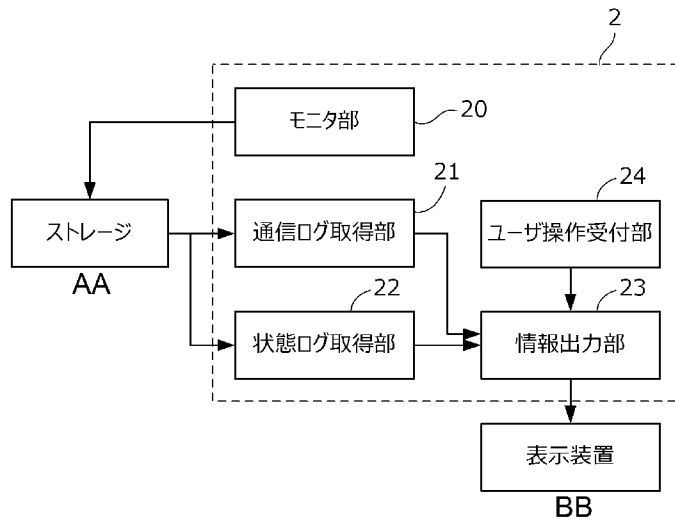 2
モニタ部
20
21
24
ストレージ
通信ログ取得部
ユーザ操作受付部
AA
22
23
状態ログ取得部
情報出力部
表示装置
BB